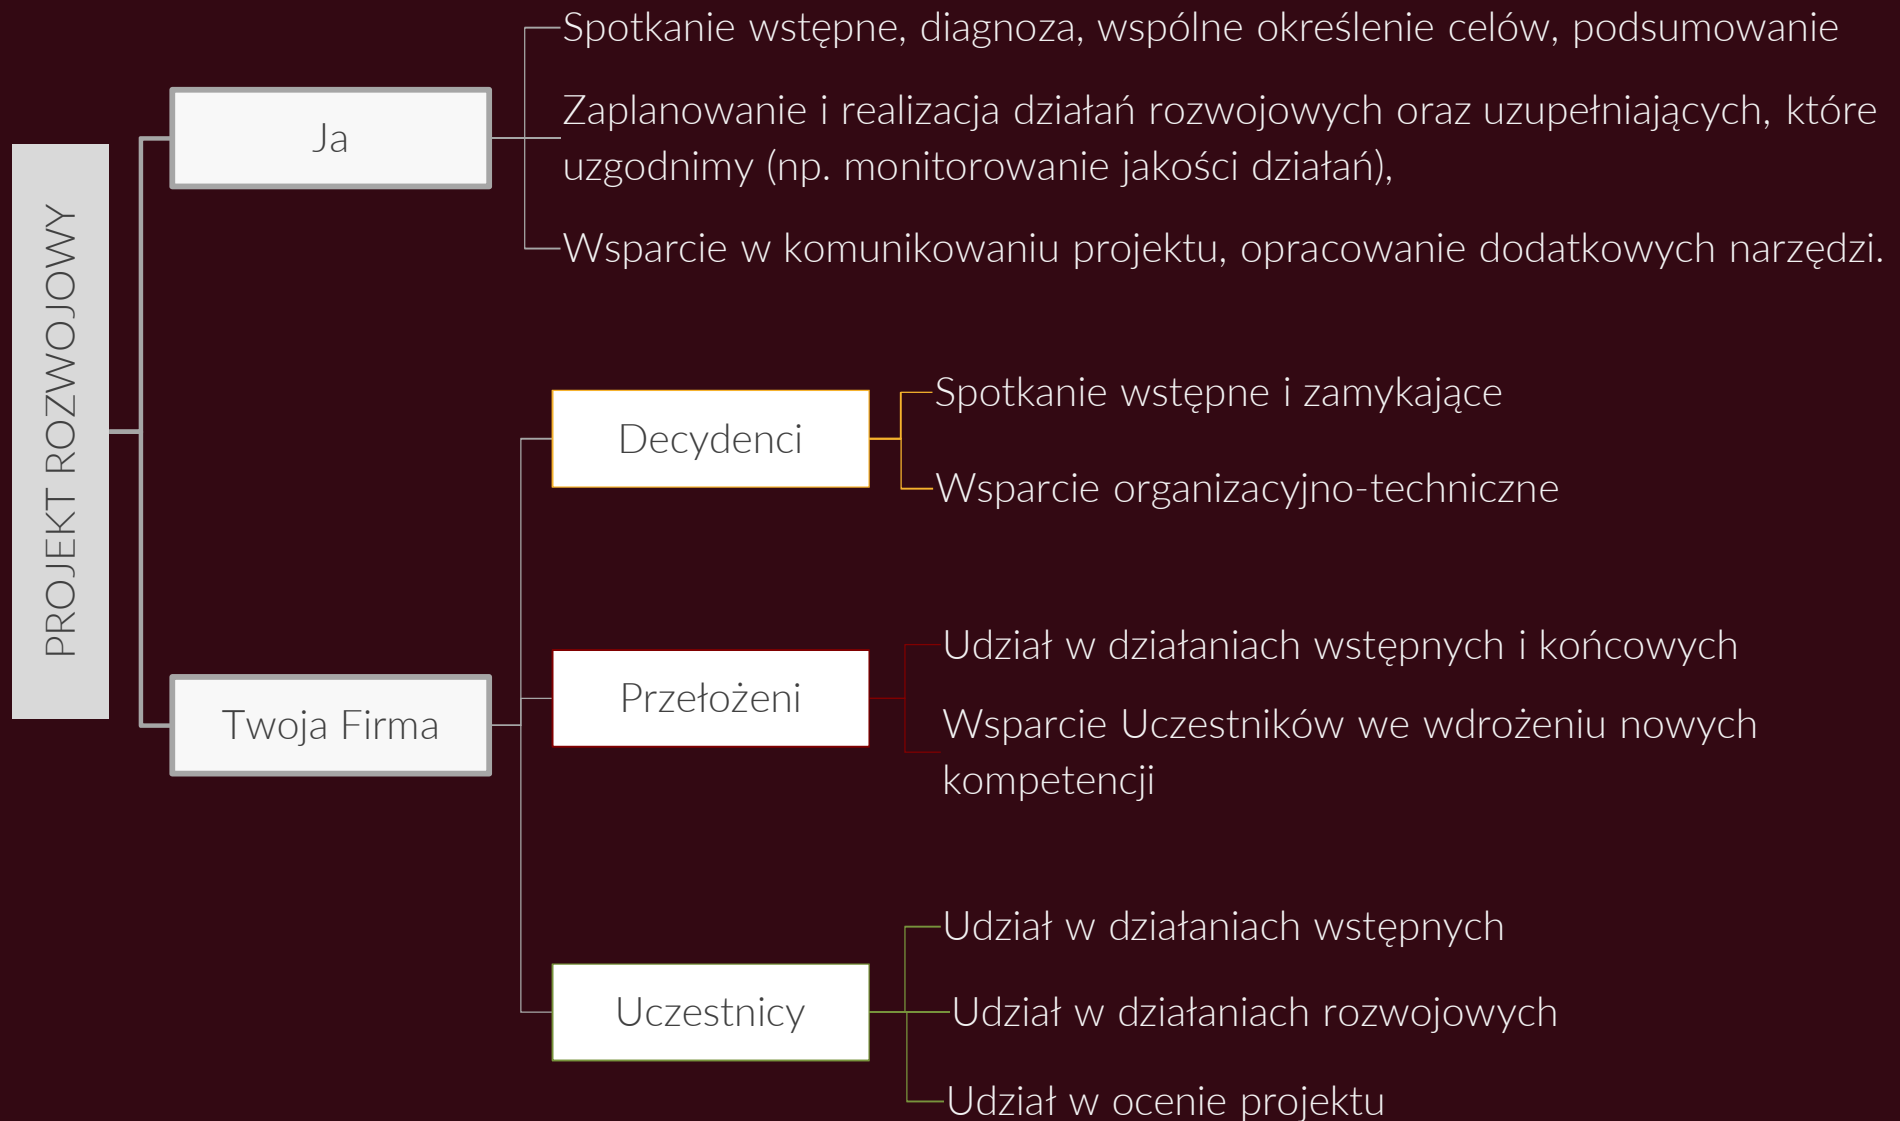 PROJEKT ROZWOJOWY
Ja
Spotkanie wstępne, diagnoza, wspólne określenie celów, podsumowanie
Zaplanowanie i realizacja działań rozwojowych oraz uzupełniających, które
uzgodnimy (np. monitorowanie jakości działań),
Wsparcie w komunikowaniu projektu, opracowanie dodatkowych narzędzi.
Twoja Firma
Decydenci
Spotkanie wstępne i zamykające
Wsparcie organizacyjno-techniczne
Przełożeni
Udział w działaniach wstępnych i końcowych
Wsparcie Uczestników we wdrożeniu nowych
kompetencji
Uczestnicy
Udział w działaniach wstępnych
Udział w działaniach rozwojowych
Udział w ocenie projektu